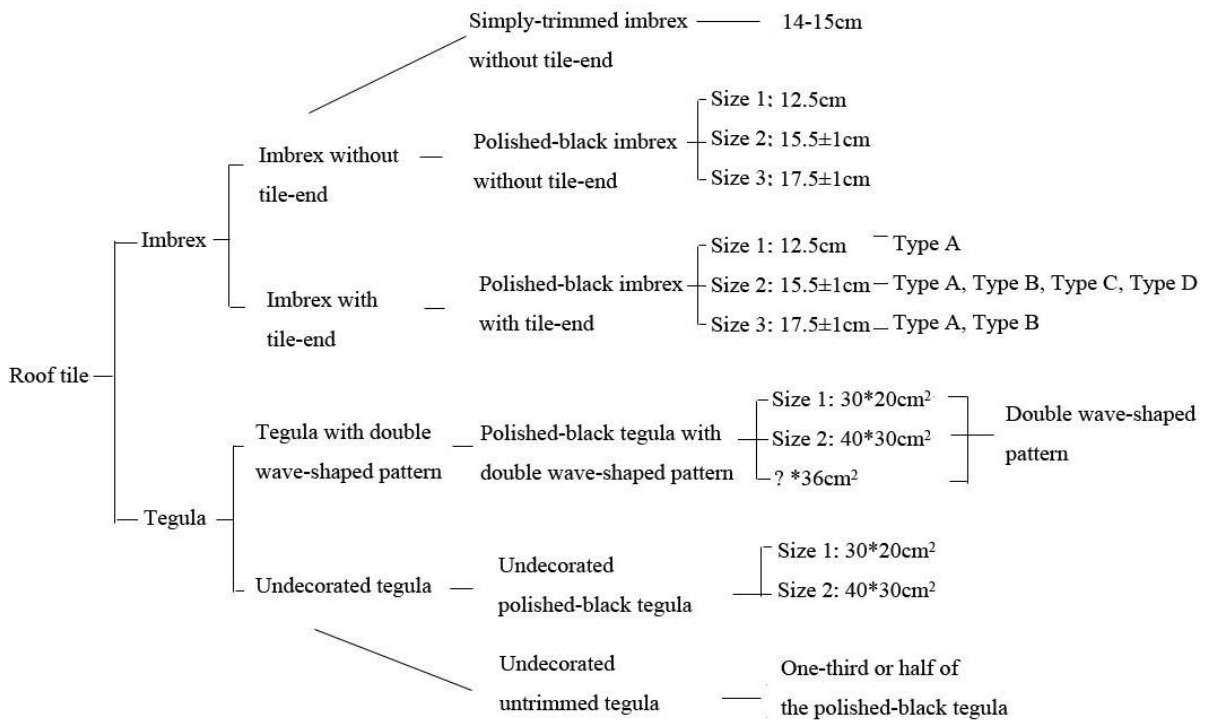 Simply-trimmed imbrex
without tile-end
14-15cm
Imbrex without
tile-end
Polished-black imbrex
without tile-end
Size 1: 12.5cm
Size 2: 15.5±1cm
Size 3: 17.5±1cm
Imbrex
Imbrex with
tile-end
Polished-black imbrex
with tile-end
Size 1: 12.5cm
Type A
Size 2: 15.5±1cm
Type A, Type B, Type C, Type D
Size 3: 17.5±1cm
Type A, Type B
Roof tile
Tegula with double
wave-shaped pattern
Polished-black tegula with
double wave-shaped pattern
Size 1: 30*20cm²
Size 2: 40*30cm²
? *36cm²
Double wave-shaped
pattern
Tegula
Undecorated tegula
Undecorated
polished-black tegula
Size 1: 30*20cm²
Size 2: 40*30cm²
Undecorated
untrimmed tegula
One-third or half of
the polished-black tegula